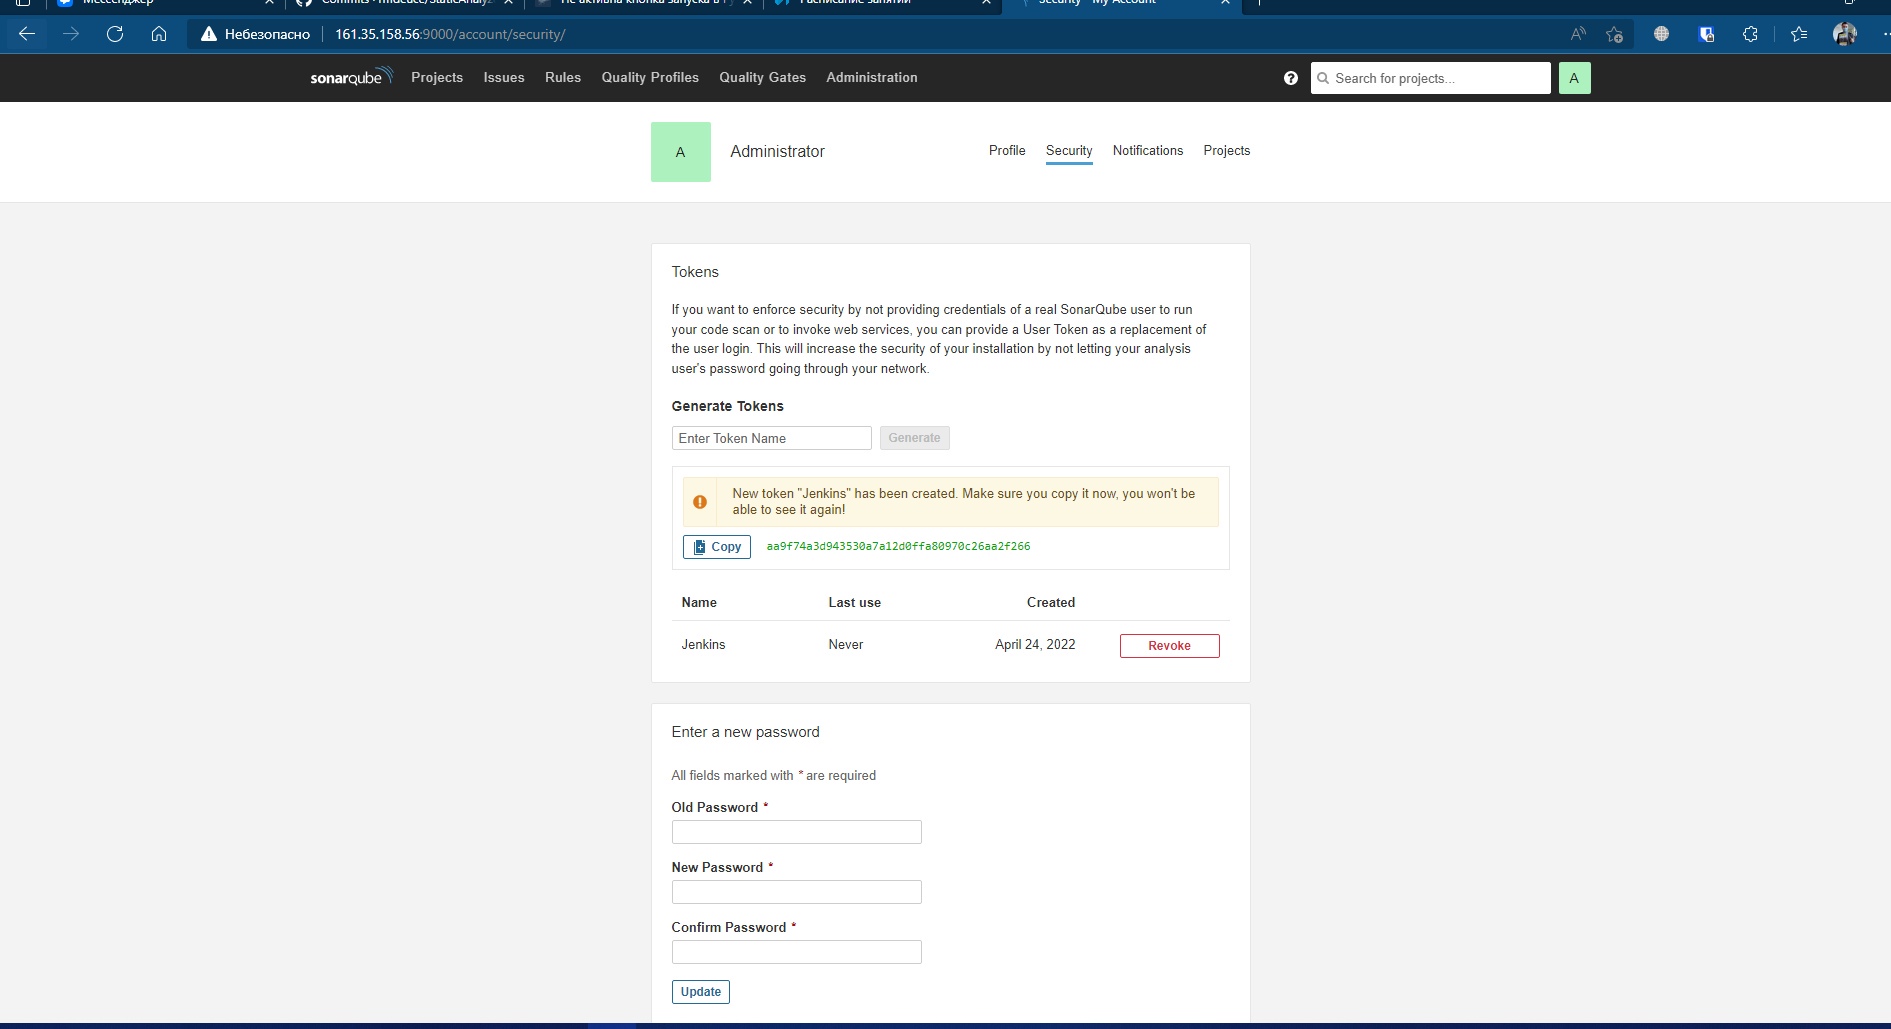 Мессенджер
Security - My Account
Небезопасно
161.35.158.56:9000/account/security/
sonarqube
Projects
Issues
Rules
Quality Profiles
Quality Gates
Administration
?
Search for projects...
A
A
Administrator
Profile
Security
Notifications
Projects
Tokens
If you want to enforce security by not providing credentials of a real SonarQube user to run
your code scan or to invoke web services, you can provide a User Token as a replacement of
the user login. This will increase the security of your installation by not letting your analysis
user's password going through your network.
Generate Tokens
Enter Token Name
Generate
New token "Jenkins" has been created. Make sure you copy it now, you won't be
able to see it again!
Copy
aa9f74a3d943530a7a12d0ffa80970c26aa2f266
Name
Last use
Created
Jenkins
Never
April 24, 2022
Revoke
Enter a new password
All fields marked with * are required
Old Password *
New Password *
Confirm Password *
Update